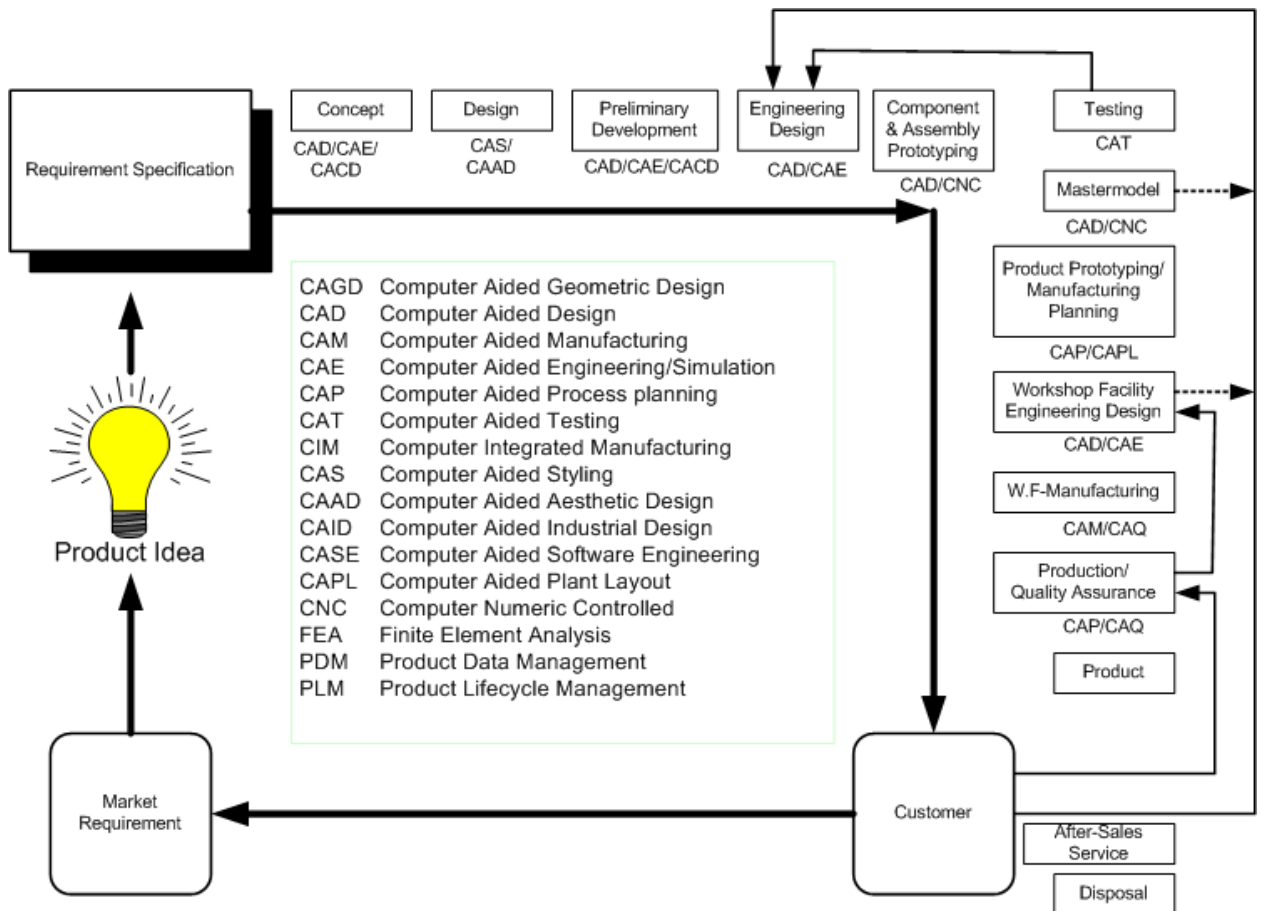 Concept
CAD/CAE/
CACD
Design
CAS/
CAAD
Preliminary
Development
CAD/CAE/CACD
Engineering
Design
CAD/CAE
Component
& Assembly
Prototyping
CAD/CNC
Testing
CAT
Requirement Specification
Mastermodel
CAD/CNC
Product Prototyping/
Manufacturing
Planning
CAP/CAPL
Workshop Facility
Engineering Design
CAD/CAE
W.F-Manufacturing
CAM/CAQ
Production/
Quality Assurance
CAP/CAQ
Product
CAGD Computer Aided Geometric Design
CAD Computer Aided Design
CAM Computer Aided Manufacturing
CAE Computer Aided Engineering/Simulation
CAP Computer Aided Process planning
CAT Computer Aided Testing
CIM Computer Integrated Manufacturing
CAS Computer Aided Styling
CAAD Computer Aided Aesthetic Design
CAID Computer Aided Industrial Design
CASE Computer Aided Software Engineering
CAPL Computer Aided Plant Layout
CNC Computer Numeric Controlled
FEA Finite Element Analysis
PDM Product Data Management
PLM Product Lifecycle Management
Product Idea
Market
Requirement
Customer
After-Sales
Service
Disposal